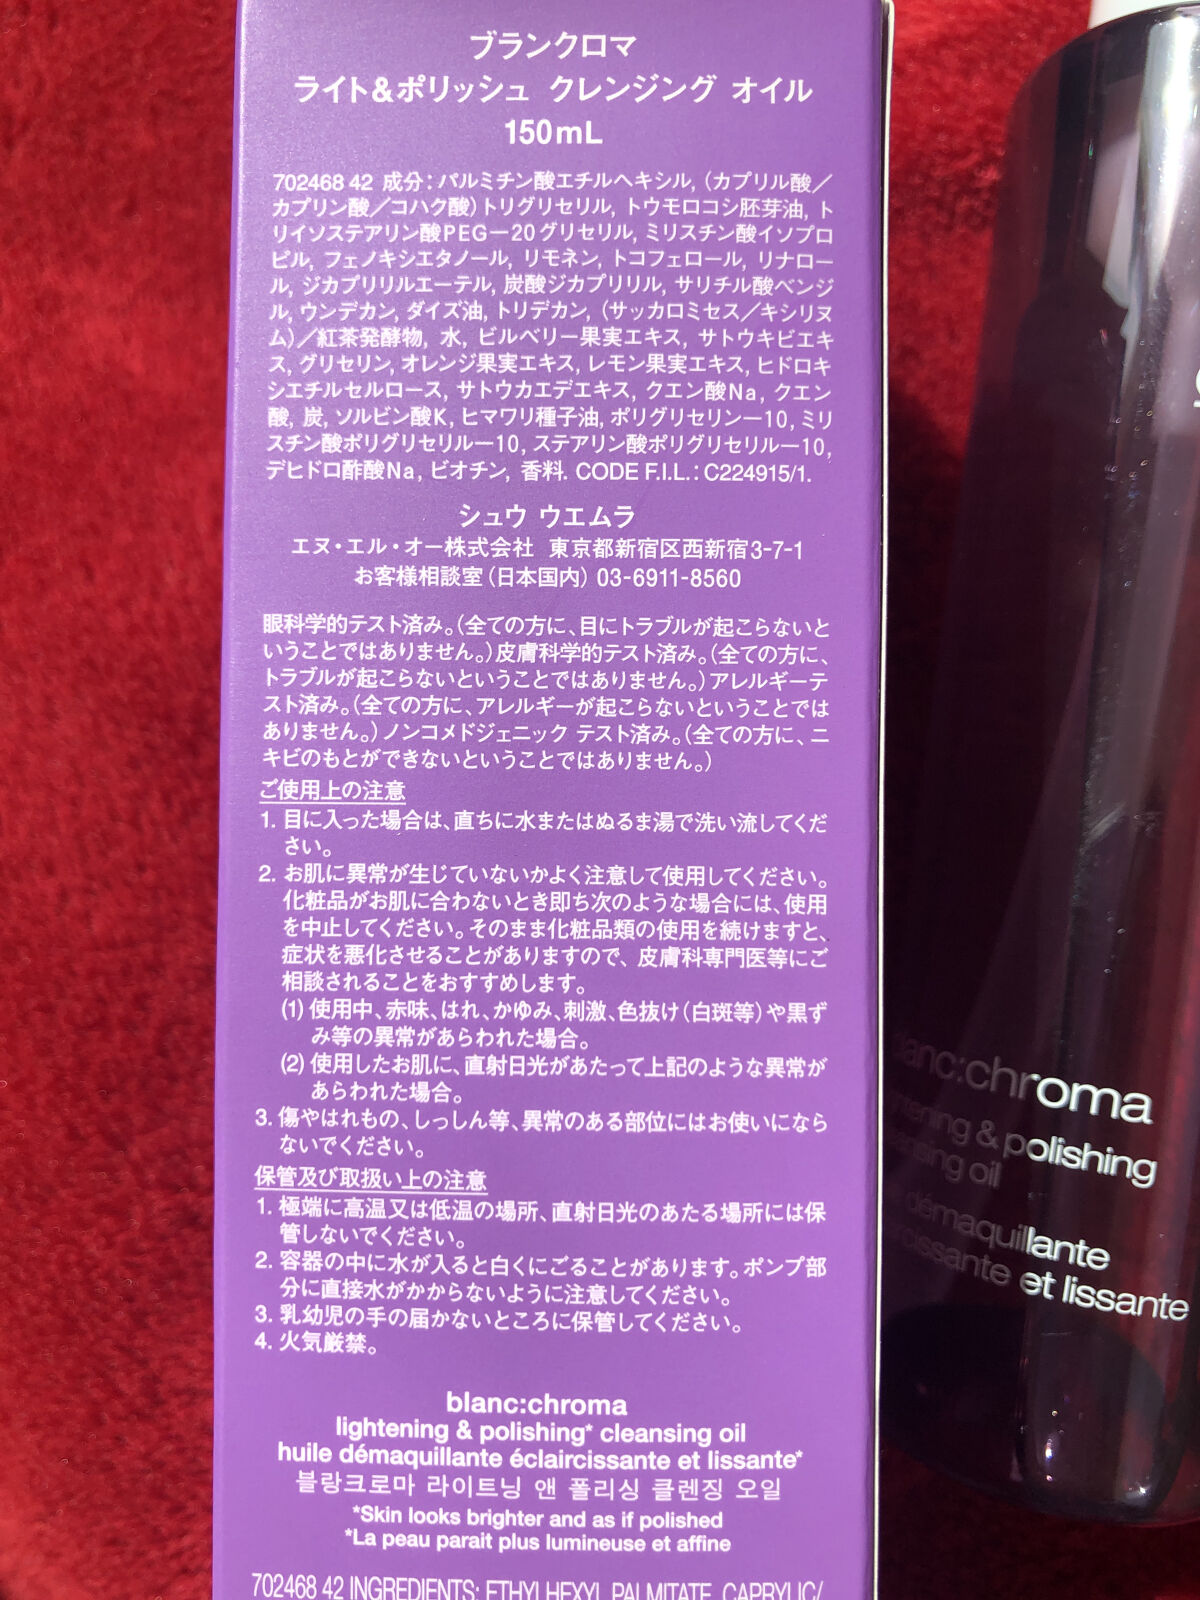 ブランクロマ
ライト&ポリッシュ クレンジング オイル
150mL
702468 42 成分：パルミチン酸エチルヘキシル, (カプリル酸／
カプリン酸／コハク酸)トリグリセリル, トウモロコシ胚芽油, ト
リイソステアリン酸PEGー20グリセリル, ミリスチン酸イソプロ
ピル, フェノキシエタノール, リモネン, トコフェロール, リナロー
ル, ジカプリリルエーテル, 炭酸ジカプリリル, サリチル酸ベンジ
ル, ウンデカン, ダイズ油, トリデカン, (サッカロミセス／キシリヌ
ム)／紅茶発酵物, 水, ビルベリー果実エキス, サトウキビエキ
ス, グリセリン, オレンジ果実エキス, レモン果実エキス, ヒドロキ
シエチルセルロース, サトウカエデエキス, クエン酸Na, クエン
酸, 炭, ソルビン酸K, ヒマワリ種子油, ポリグリセリンー10, ミリ
スチン酸ポリグリセリルー10, ステアリン酸ポリグリセリルー10,
デヒドロ酢酸Na, ビオチン, 香料. CODE F.I.L.: C224915/1.
シュウ ウエムラ
エヌ・エル・オー株式会社 東京都新宿区西新宿3-7-1
お客様相談室(日本国内) 03-6911-8560
眼科学的テスト済み。(全ての方に、目にトラブルが起こらないと
いうことではありません。)皮膚科学的テスト済み。(全ての方に、
トラブルが起こらないということではありません。)アレルギーテ
スト済み。(全ての方に、アレルギーが起こらないということでは
ありません。)ノンコメドジェニック テスト済み。(全ての方に、ニ
キビのもとができないということではありません。)
ご使用上の注意
1. 目に入った場合は、直ちに水またはぬるま湯で洗い流してくだ
さい。
2. お肌に異常が生じていないかよく注意して使用してください。
化粧品がお肌に合わないとき即ち次のような場合には、使用
を中止してください。そのまま化粧品類の使用を続けますと、
症状を悪化させることがありますので、皮膚科専門医等にご
相談されることをおすすめします。
(1) 使用中、赤味、はれ、かゆみ、刺激、色抜け(白斑等)や黒ず
み等の異常があらわれた場合。
(2) 使用したお肌に、直射日光があたって上記のような異常が
あらわれた場合。
3. 傷やはれもの、しっしん等、異常のある部位にはお使いになら
ないでください。
保管及び取扱い上の注意
1. 極端に高温又は低温の場所、直射日光のあたる場所には保
管しないでください。
2. 容器の中に水が入ると白くにごることがあります。ポンプ部
分に直接水がかからないように注意してください。
3. 乳幼児の手の届かないところに保管してください。
4. 火気厳禁。
blanc:chroma
lightening & polishing* cleansing oil
huile démaquillante éclaircissante et lissante*
블랑크로마 라이트닝 앤 폴리싱 클렌징 오일
*Skin looks brighter and as if polished
*La peau parait plus lumineuse et affine
702468 42 INGREDIENTS: ETHYLHEXYL PALMITATE, CAPRYLIC/
blanc:chroma
& polishing
oil
démaquillante
et lissante